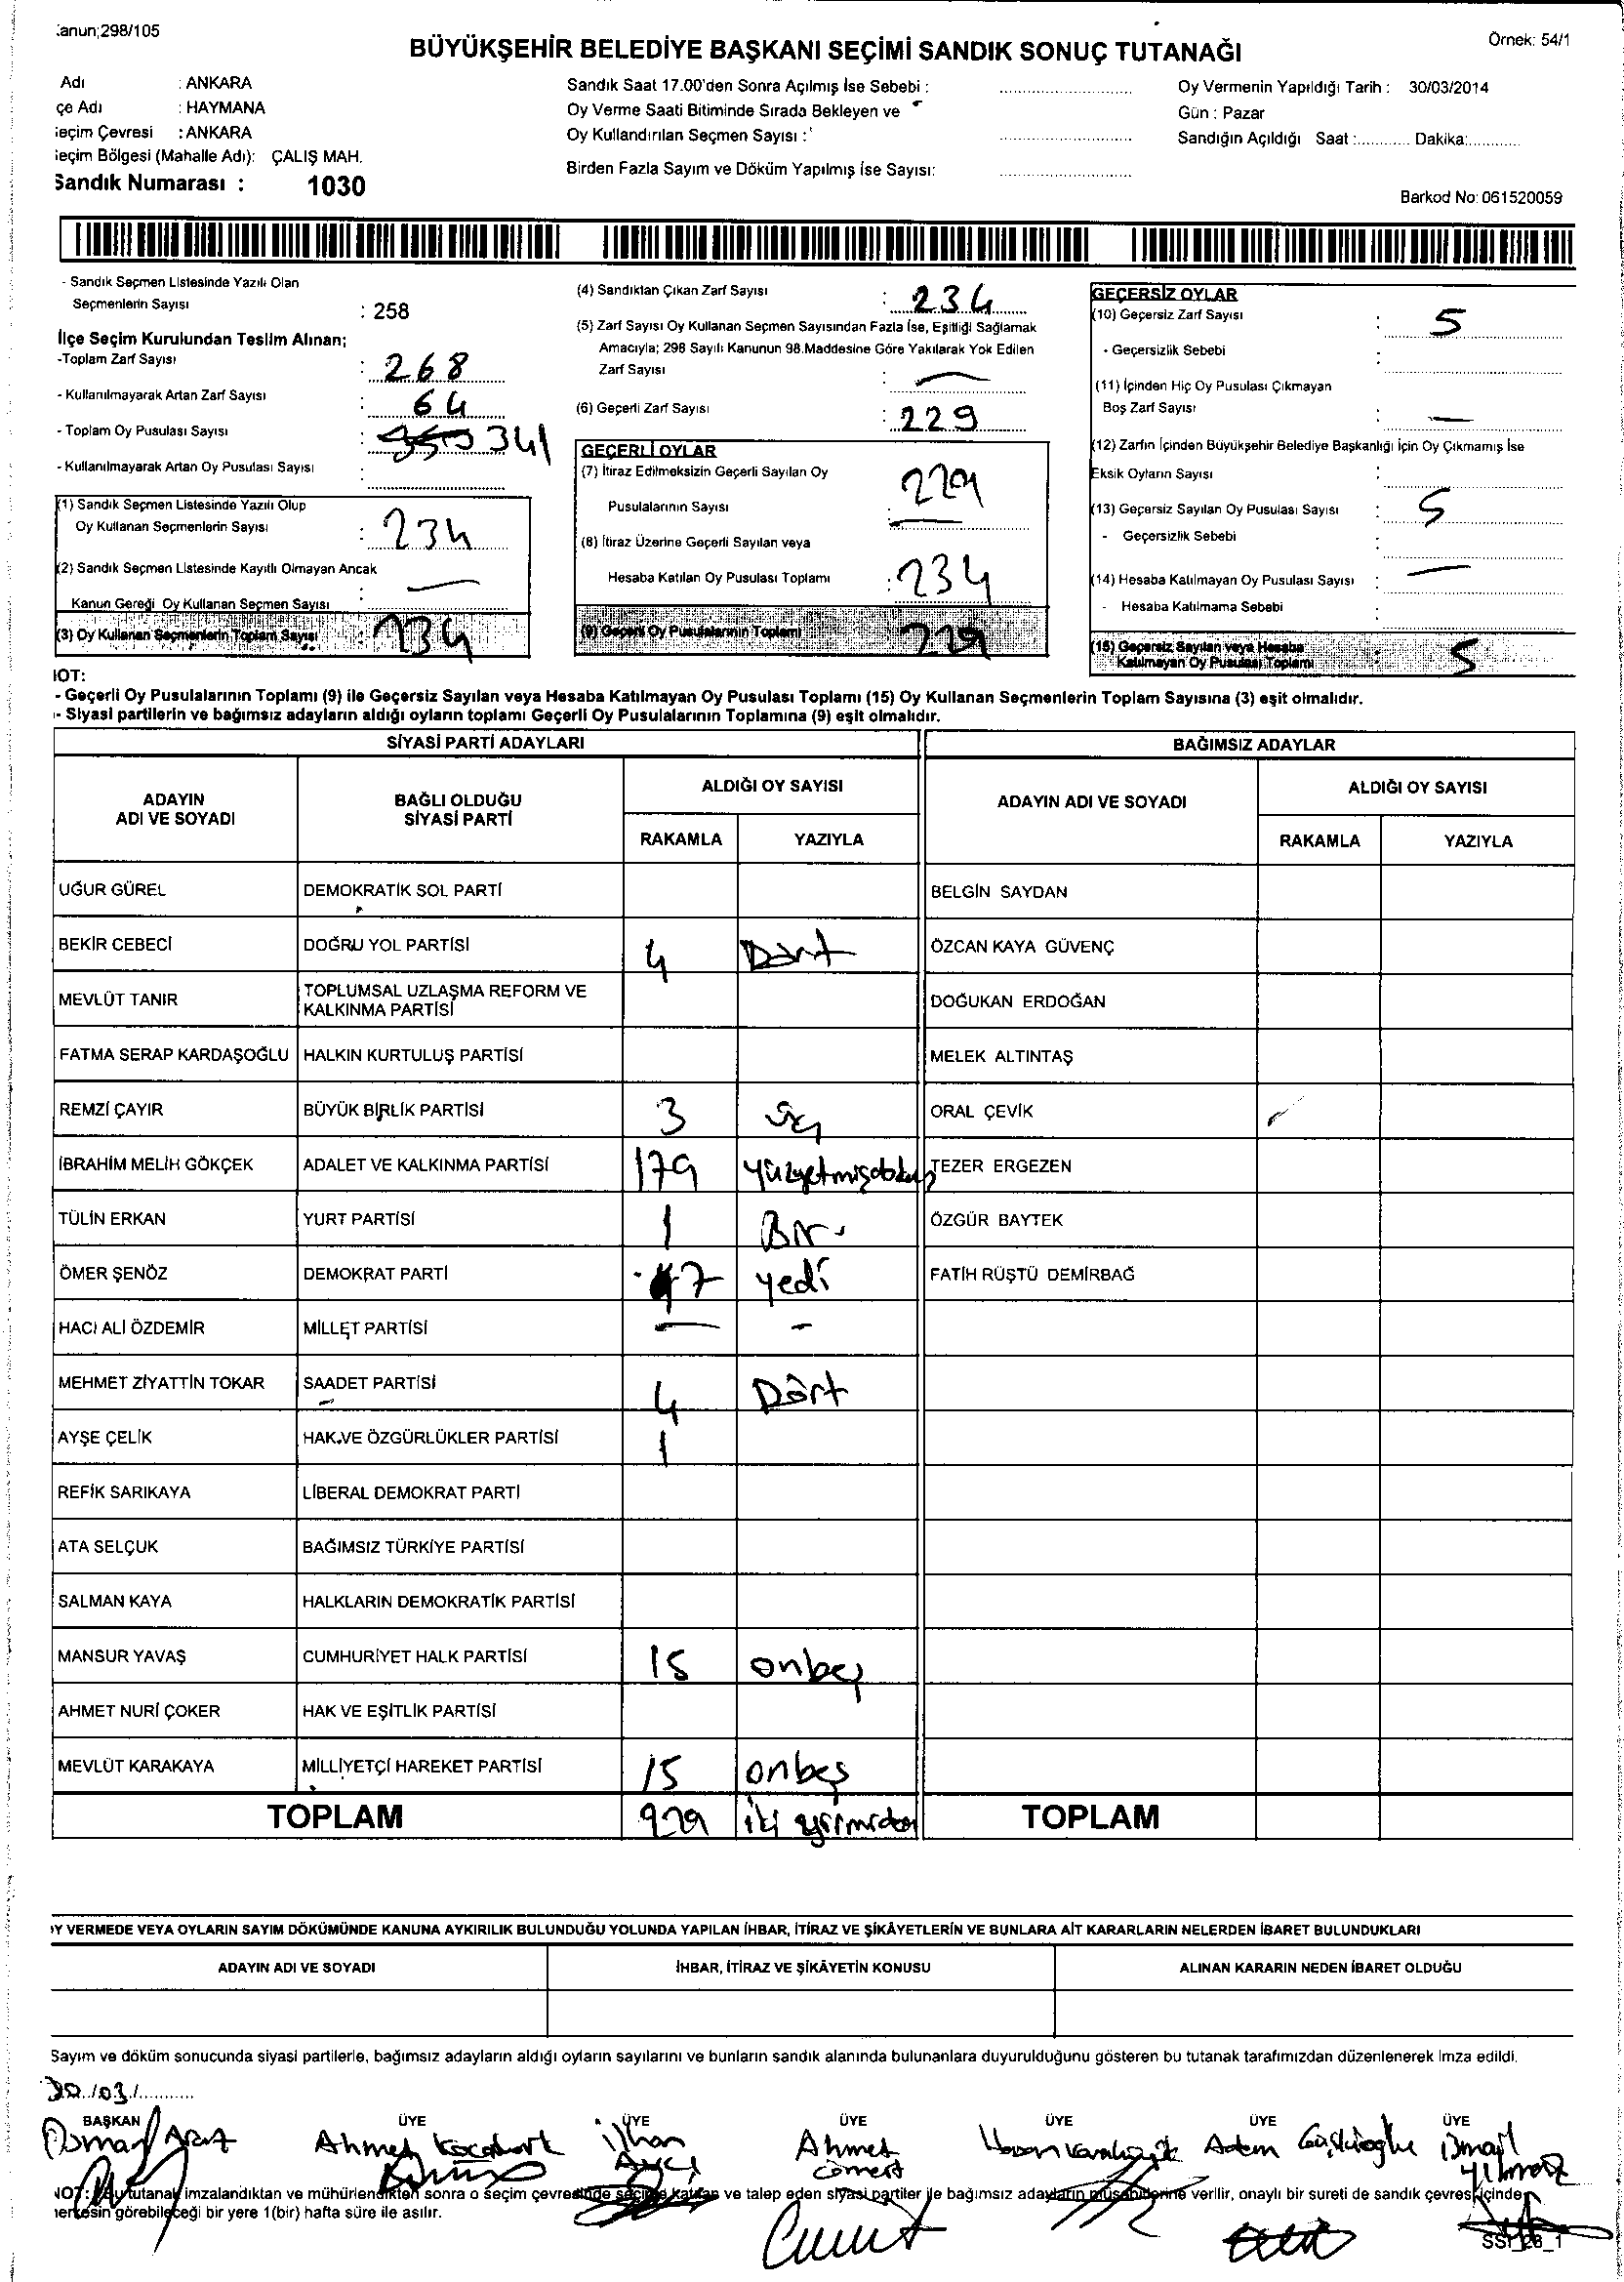 anun;298/105
Örnek: 54/1
BÜYÜKŞEHİR BELEDİYE BAŞKANI SEÇİMİ SANDIK SONUÇ TUTANAĞI
Adı : ANKARA
çe Adı : HAYMANA
eçim Çevresi : ANKARA
eçim Bölgesi (Mahalle Adı): ÇALIŞ MAH.
Sandık Numarası : 1030
Sandık Saat 17.00'den Sonra Açılmış İse Sebebi :
Oy Verme Saati Bitiminde Sırada Bekleyen ve
Oy Kullandırılan Seçmen Sayısı :
Birden Fazla Sayım ve Döküm Yapılmış İse Sayısı:
Oy Vermenin Yapıldığı Tarih : 30/03/2014
Gün : Pazar
Sandığın Açıldığı Saat :............ Dakika:............
Barkod No: 061520059
- Sandık Seçmen Listesinde Yazılı Olan
Seçmenlerin Sayısı : 258
İlçe Seçim Kurulundan Teslim Alınan;
-Toplam Zarf Sayısı : 268
- Kullanılmayarak Artan Zarf Sayısı : 64
- Toplam Oy Pusulası Sayısı : 341
- Kullanılmayarak Artan Oy Pusulası Sayısı :
(1) Sandık Seçmen Listesinde Yazılı Olup
Oy Kullanan Seçmenlerin Sayısı : 234
(2) Sandık Seçmen Listesinde Kayıtlı Olmayan Ancak
Kanun Gereği Oy Kullanan Seçmen Sayısı : —
(3) Oy Kullanan Seçmenlerin Toplam Sayısı : 234
(4) Sandıktan Çıkan Zarf Sayısı : 234
(5) Zarf Sayısı Oy Kullanan Seçmen Sayısından Fazla İse, Eşitliği Sağlamak
Amacıyla; 298 Sayılı Kanunun 98.Maddesine Göre Yakılarak Yok Edilen
Zarf Sayısı : —
(6) Geçerli Zarf Sayısı : 229
GEÇERLİ OYLAR
(7) İtiraz Edilmeksizin Geçerli Sayılan Oy
Pusulalarının Sayısı : 229
(8) İtiraz Üzerine Geçerli Sayılan veya
Hesaba Katılan Oy Pusulası Toplamı : 234
(9) Geçerli Oy Pusulalarının Toplamı 229
GEÇERSİZ OYLAR
(10) Geçersiz Zarf Sayısı : 5
- Geçersizlik Sebebi :
(11) İçinden Hiç Oy Pusulası Çıkmayan
Boş Zarf Sayısı : —
(12) Zarfın İçinden Büyükşehir Belediye Başkanlığı İçin Oy Çıkmamış İse
Eksik Oyların Sayısı :
(13) Geçersiz Sayılan Oy Pusulası Sayısı : 5
- Geçersizlik Sebebi :
(14) Hesaba Katılmayan Oy Pusulası Sayısı : —
- Hesaba Katılmama Sebebi :
(15) Geçersiz Sayılan veya Hesaba
Katılmayan Oy Pusulası Toplamı : 5
NOT:
- Geçerli Oy Pusulalarının Toplamı (9) ile Geçersiz Sayılan veya Hesaba Katılmayan Oy Pusulası Toplamı (15) Oy Kullanan Seçmenlerin Toplam Sayısına (3) eşit olmalıdır.
- Siyasi partilerin ve bağımsız adayların aldığı oyların toplamı Geçerli Oy Pusulalarının Toplamına (9) eşit olmalıdır.
SİYASİ PARTİ ADAYLARI
BAĞIMSIZ ADAYLAR
ADAYIN ADI VE SOYADI
BAĞLI OLDUĞU SİYASİ PARTİ
ALDIĞI OY SAYISI
RAKAMLA YAZIYLA
ADAYIN ADI VE SOYADI
ALDIĞI OY SAYISI
RAKAMLA YAZIYLA
UĞUR GÜREL DEMOKRATİK SOL PARTİ BELGİN SAYDAN
BEKİR CEBECİ DOĞRU YOL PARTİSİ 4 Dört ÖZCAN KAYA GÜVENÇ
MEVLÜT TANIR TOPLUMSAL UZLAŞMA REFORM VE KALKINMA PARTİSİ DOĞUKAN ERDOĞAN
FATMA SERAP KARDAŞOĞLU HALKIN KURTULUŞ PARTİSİ MELEK ALTINTAŞ
REMZİ ÇAYIR BÜYÜK BİRLİK PARTİSİ 3 üç ORAL ÇEVİK
İBRAHİM MELİH GÖKÇEK ADALET VE KALKINMA PARTİSİ 179 yüzyetmişdokuz TEZER ERGEZEN
TÜLİN ERKAN YURT PARTİSİ 1 Bir ÖZGÜR BAYTEK
ÖMER ŞENÖZ DEMOKRAT PARTİ 7 yedi FATİH RÜŞTÜ DEMİRBAĞ
HACI ALİ ÖZDEMİR MİLLET PARTİSİ — —
MEHMET ZİYATTİN TOKAR SAADET PARTİSİ 4 Dört
AYŞE ÇELİK HAK VE ÖZGÜRLÜKLER PARTİSİ 1
REFİK SARIKAYA LİBERAL DEMOKRAT PARTİ
ATA SELÇUK BAĞIMSIZ TÜRKİYE PARTİSİ
SALMAN KAYA HALKLARIN DEMOKRATİK PARTİSİ
MANSUR YAVAŞ CUMHURİYET HALK PARTİSİ 15 onbeş
AHMET NURİ ÇOKER HAK VE EŞİTLİK PARTİSİ
MEVLÜT KARAKAYA MİLLİYETÇİ HAREKET PARTİSİ 15 onbeş
TOPLAM 229 TOPLAM
OY VERMEDE VEYA OYLARIN SAYIM DÖKÜMÜNDE KANUNA AYKIRILIK BULUNDUĞU YOLUNDA YAPILAN İHBAR, İTİRAZ VE ŞİKÂYETLERİN VE BUNLARA AİT KARARLARIN NELERDEN İBARET BULUNDUKLARI
ADAYIN ADI VE SOYADI İHBAR, İTİRAZ VE ŞİKÂYETİN KONUSU ALINAN KARARIN NEDEN İBARET OLDUĞU
Sayım ve döküm sonucunda siyasi partilerle, bağımsız adayların aldığı oyların sayılarını ve bunların sandık alanında bulunanlara duyurulduğunu gösteren bu tutanak tarafımızdan düzenlenerek imza edildi.
30/03/..........
BAŞKAN ÜYE ÜYE ÜYE ÜYE ÜYE ÜYE
Osman Ahmet Kocakurt İlhan Avcı Ahmet Cömert Hasan Adem İsmail Yılmaz
NOT: Bu tutanak imzalandıktan ve mühürlendikten sonra o seçim çevresinde seçime katılan ve talep eden siyasi partiler ile bağımsız adayların müşahitlerine verilir, onaylı bir sureti de sandık çevresi içinde
herkesin görebileceği bir yere 1(bir) hafta süre ile asılır.